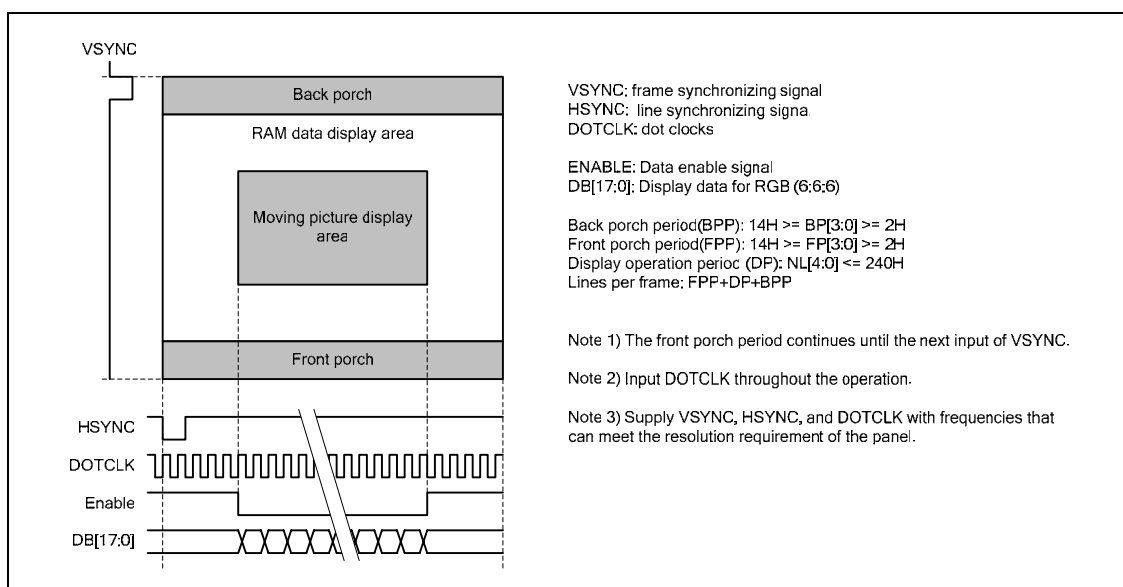 VSYNC
Back porch
RAM data display area
Moving picture display
area
Front porch
HSYNC
DOTCLK
Enable
DB[17:0]
VSYNC: frame synchronizing signal
HSYNC: line synchronizing signa
DOTCLK: dot clocks
ENABLE: Data enable signal
DB[17:0]: Display data for RGB (6:6:6)
Back porch period(BPP): 14H >= BP[3:0] >= 2H
Front porch period(FPP): 14H >= FP[3:0] >= 2H
Display operation period (DP): NL[4:0] <= 240H
Lines per frame: FPP+DP+BPP
Note 1) The front porch period continues until the next input of VSYNC.
Note 2) Input DOTCLK throughout the operation.
Note 3) Supply VSYNC, HSYNC, and DOTCLK with frequencies that
can meet the resolution requirement of the panel.